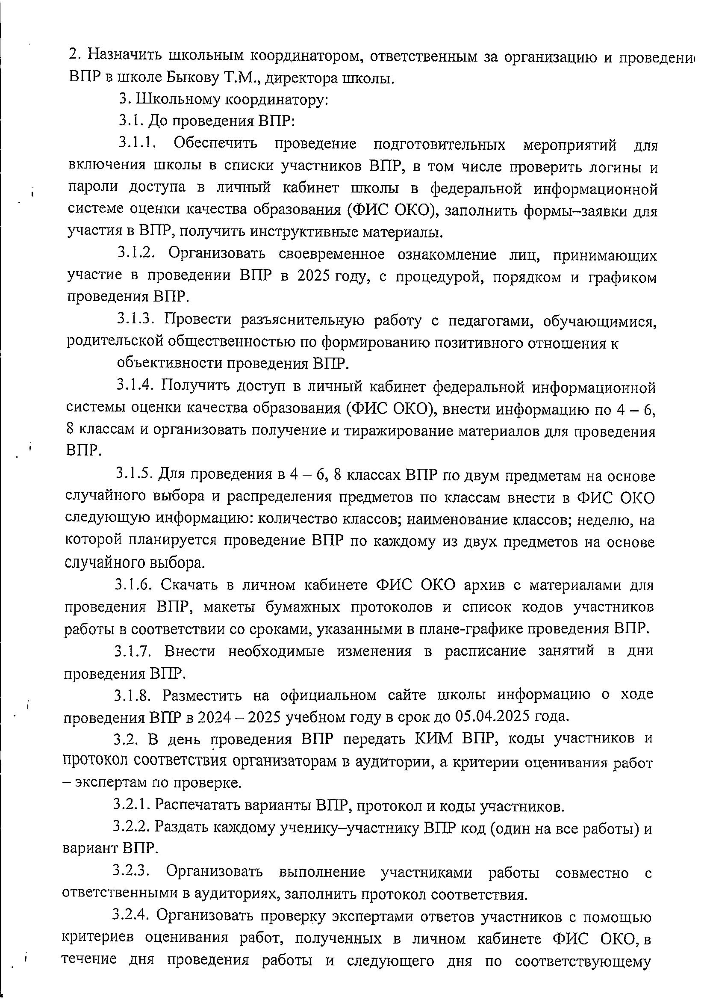 2. Назначить школьным координатором, ответственным за организацию и проведени
ВПР в школе Быкову Т.М., директора школы.
3. Школьному координатору:
3.1. До проведения ВПР:
3.1.1. Обеспечить проведение подготовительных мероприятий для
включения школы в списки участников ВПР, в том числе проверить логины и
пароли доступа в личный кабинет школы в федеральной информационной
системе оценки качества образования (ФИС ОКО), заполнить формы–заявки для
участия в ВПР, получить инструктивные материалы.
3.1.2. Организовать своевременное ознакомление лиц, принимающих
участие в проведении ВПР в 2025 году, с процедурой, порядком и графиком
проведения ВПР.
3.1.3. Провести разъяснительную работу с педагогами, обучающимися,
родительской общественностью по формированию позитивного отношения к
объективности проведения ВПР.
3.1.4. Получить доступ в личный кабинет федеральной информационной
системы оценки качества образования (ФИС ОКО), внести информацию по 4 – 6,
8 классам и организовать получение и тиражирование материалов для проведения
ВПР.
3.1.5. Для проведения в 4 – 6, 8 классах ВПР по двум предметам на основе
случайного выбора и распределения предметов по классам внести в ФИС ОКО
следующую информацию: количество классов; наименование классов; неделю, на
которой планируется проведение ВПР по каждому из двух предметов на основе
случайного выбора.
3.1.6. Скачать в личном кабинете ФИС ОКО архив с материалами для
проведения ВПР, макеты бумажных протоколов и список кодов участников
работы в соответствии со сроками, указанными в плане-графике проведения ВПР.
3.1.7. Внести необходимые изменения в расписание занятий в дни
проведения ВПР.
3.1.8. Разместить на официальном сайте школы информацию о ходе
проведения ВПР в 2024 – 2025 учебном году в срок до 05.04.2025 года.
3.2. В день проведения ВПР передать КИМ ВПР, коды участников и
протокол соответствия организаторам в аудитории, а критерии оценивания работ
– экспертам по проверке.
3.2.1. Распечатать варианты ВПР, протокол и коды участников.
3.2.2. Раздать каждому ученику–участнику ВПР код (один на все работы) и
вариант ВПР.
3.2.3. Организовать выполнение участниками работы совместно с
ответственными в аудиториях, заполнить протокол соответствия.
3.2.4. Организовать проверку экспертами ответов участников с помощью
критериев оценивания работ, полученных в личном кабинете ФИС ОКО, в
течение дня проведения работы и следующего дня по соответствующему